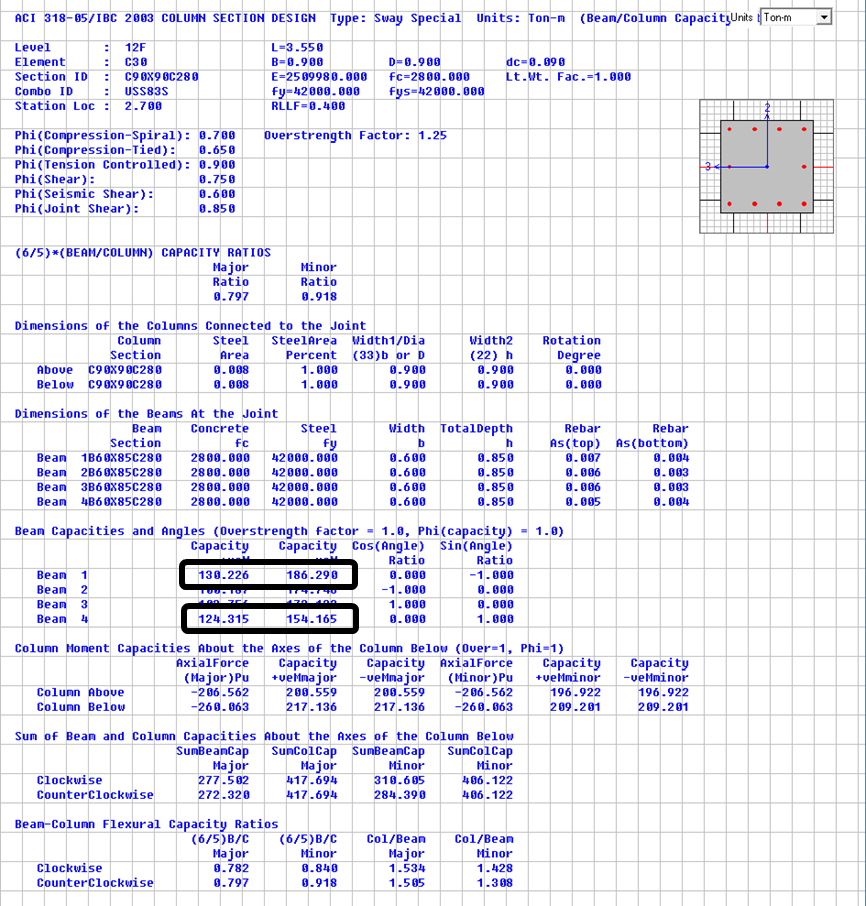 ACI 318-05/IBC 2003 COLUMN SECTION DESIGN Type: Sway Special Units: Ton-m (Beam/Column Capacity
Units Ton-m
Level : 12F L=3.550
Element : C30 B=0.900 D=0.900 dc=0.090
Section ID : C90X90C280 E=2509980.000 fc=2800.000 Lt.Wt. Fac.=1.000
Combo ID : USS83S fy=42000.000 fys=42000.000
Station Loc : 2.700 RLLF=0.400
Phi(Compression-Spiral): 0.700 Overstrength Factor: 1.25
Phi(Compression-Tied): 0.650
Phi(Tension Controlled): 0.900
Phi(Shear): 0.750
Phi(Seismic Shear): 0.600
Phi(Joint Shear): 0.850
2
3
(6/5)*(BEAM/COLUMN) CAPACITY RATIOS
Major Minor
Ratio Ratio
0.797 0.918
Dimensions of the Columns Connected to the Joint
Column Steel SteelArea Width1/Dia Width2 Rotation
Section Area Percent (33)b or D (22) h Degree
Above C90X90C280 0.008 1.000 0.900 0.900 0.000
Below C90X90C280 0.008 1.000 0.900 0.900 0.000
Dimensions of the Beams At the Joint
Beam Concrete Steel Width TotalDepth Rebar Rebar
Section fc fy b h As(top) As(bottom)
Beam 1B60X85C280 2800.000 42000.000 0.600 0.850 0.007 0.004
Beam 2B60X85C280 2800.000 42000.000 0.600 0.850 0.006 0.003
Beam 3B60X85C280 2800.000 42000.000 0.600 0.850 0.006 0.003
Beam 4B60X85C280 2800.000 42000.000 0.600 0.850 0.005 0.004
Beam Capacities and Angles (Overstrength factor = 1.0, Phi(capacity) = 1.0)
Capacity Capacity Cos(Angle) Sin(Angle)
Ratio Ratio
Beam 1 130.226 186.290 0.000 -1.000
Beam 2 -1.000 0.000
Beam 3 1.000 0.000
Beam 4 124.315 154.165 0.000 1.000
Column Moment Capacities About the Axes of the Column Below (Over=1, Phi=1)
AxialForce Capacity Capacity AxialForce Capacity Capacity
(Major)Pu +veMmajor -veMmajor (Minor)Pu +veMminor -veMminor
Column Above -206.562 200.559 200.559 -206.562 196.922 196.922
Column Below -260.063 217.136 217.136 -260.063 209.201 209.201
Sum of Beam and Column Capacities About the Axes of the Column Below
SumBeamCap SumColCap SumBeamCap SumColCap
Major Major Minor Minor
Clockwise 277.502 417.694 310.605 406.122
CounterClockwise 272.320 417.694 284.390 406.122
Beam-Column Flexural Capacity Ratios
(6/5)B/C (6/5)B/C Col/Beam Col/Beam
Major Minor Major Minor
Clockwise 0.782 0.840 1.534 1.428
CounterClockwise 0.797 0.918 1.505 1.308